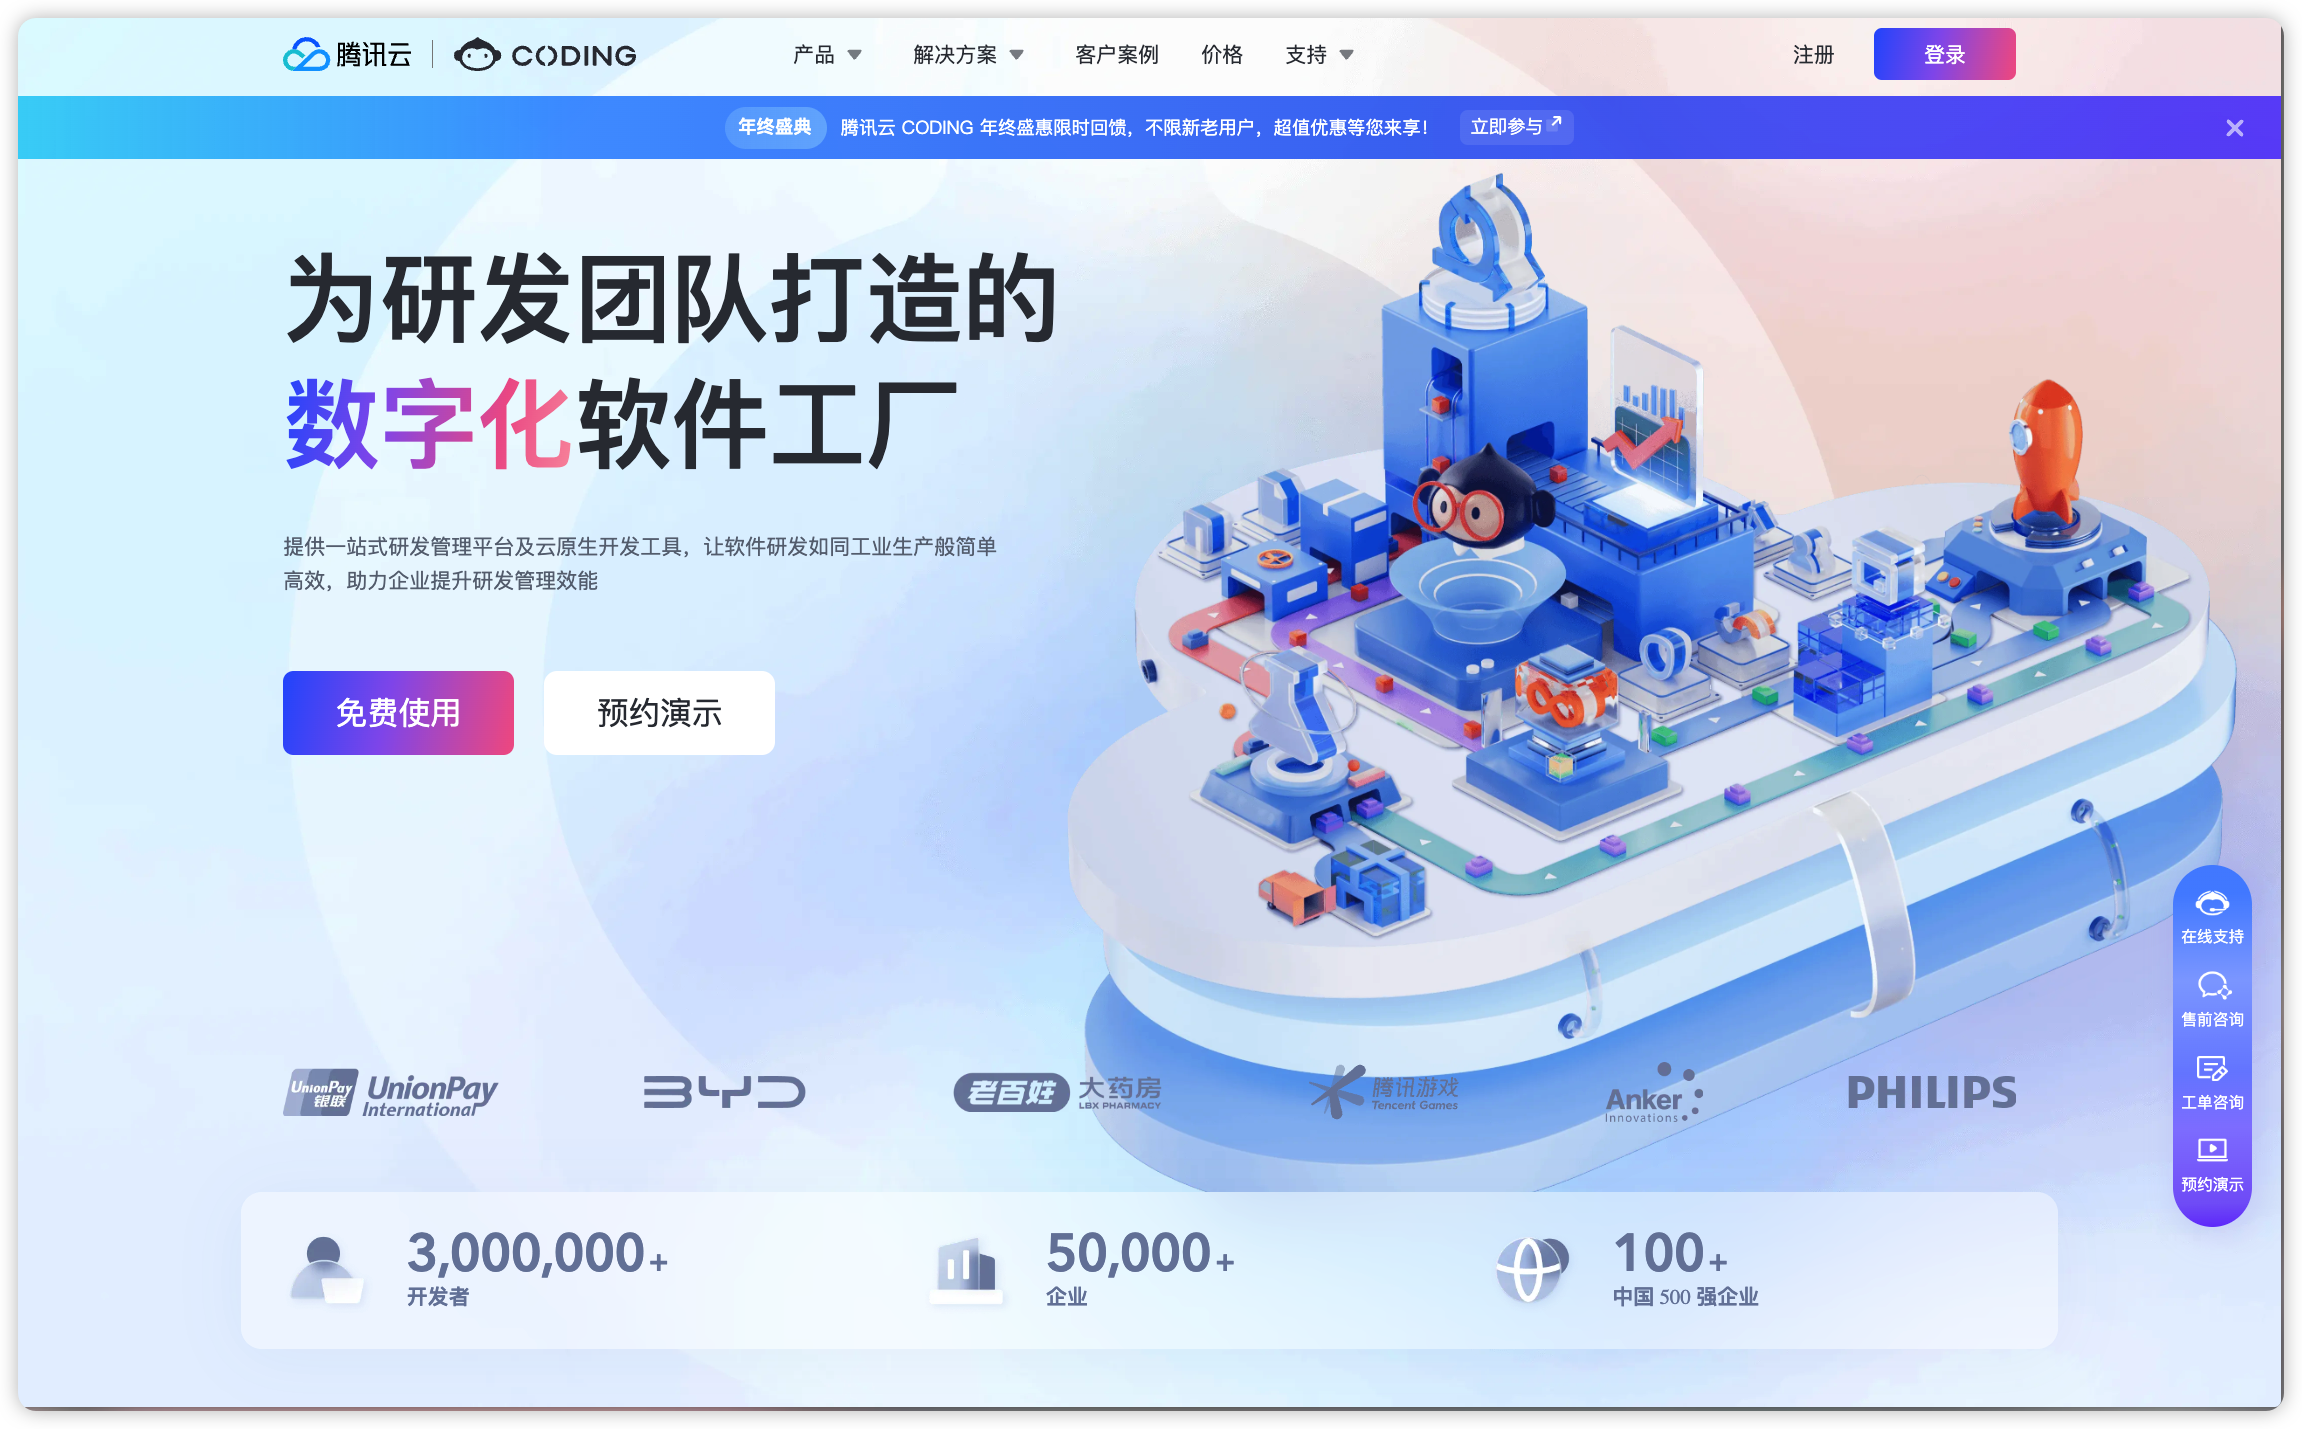 腾讯云 CODING 产品 解决方案 客户案例 价格 支持 注册 登录
年终盛典 腾讯云 CODING 年终盛惠限时回馈，不限新老用户，超值优惠等您来享！ 立即参与
为研发团队打造的
数字化软件工厂
提供一站式研发管理平台及云原生开发工具，让软件研发如同工业生产般简单
高效，助力企业提升研发管理效能
免费使用 预约演示
在线支持
售前咨询
工单咨询
预约演示
UnionPay 银联 UnionPay International
BYD
老百姓 大药房 LBX PHARMACY
腾讯游戏 Tencent Games
Anker Innovations
PHILIPS
3,000,000+
开发者
50,000+
企业
100+
中国 500 强企业